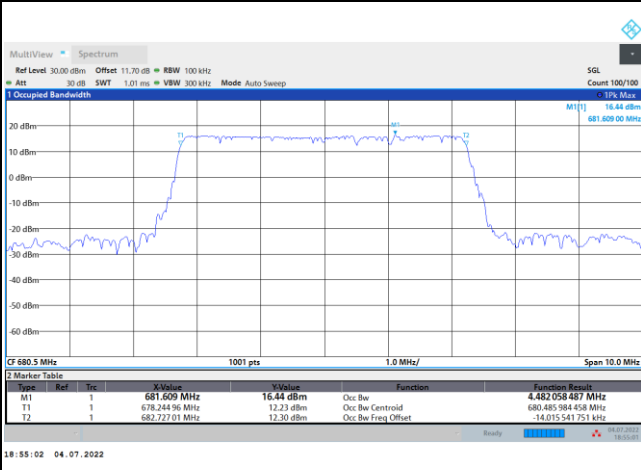 MultiView Spectrum
Ref Level 30.00 dBm Offset 11.70 dB RBW 100 kHz SGL
Att 30 dB SWT 1.01 ms VBW 300 kHz Mode Auto Sweep Count 100/100
1 Occupied Bandwidth 1Pk Max
M1[1] 16.44 dBm
681.609 00 MHz
20 dBm
T1 M1 T2
10 dBm
0 dBm
-10 dBm
-20 dBm
-30 dBm
-40 dBm
-50 dBm
-60 dBm
CF 680.5 MHz 1001 pts 1.0 MHz/ Span 10.0 MHz
2 Marker Table
Type Ref Trc X-Value Y-Value Function Function Result
M1 1 681.609 MHz 16.44 dBm Occ Bw 4.482 058 487 MHz
T1 1 678.244 96 MHz 12.23 dBm Occ Bw Centroid 680.485 984 458 MHz
T2 1 682.727 01 MHz 12.30 dBm Occ Bw Freq Offset -14.015 541 751 kHz
Ready 04.07.2022
18:55:01
18:55:02 04.07.2022